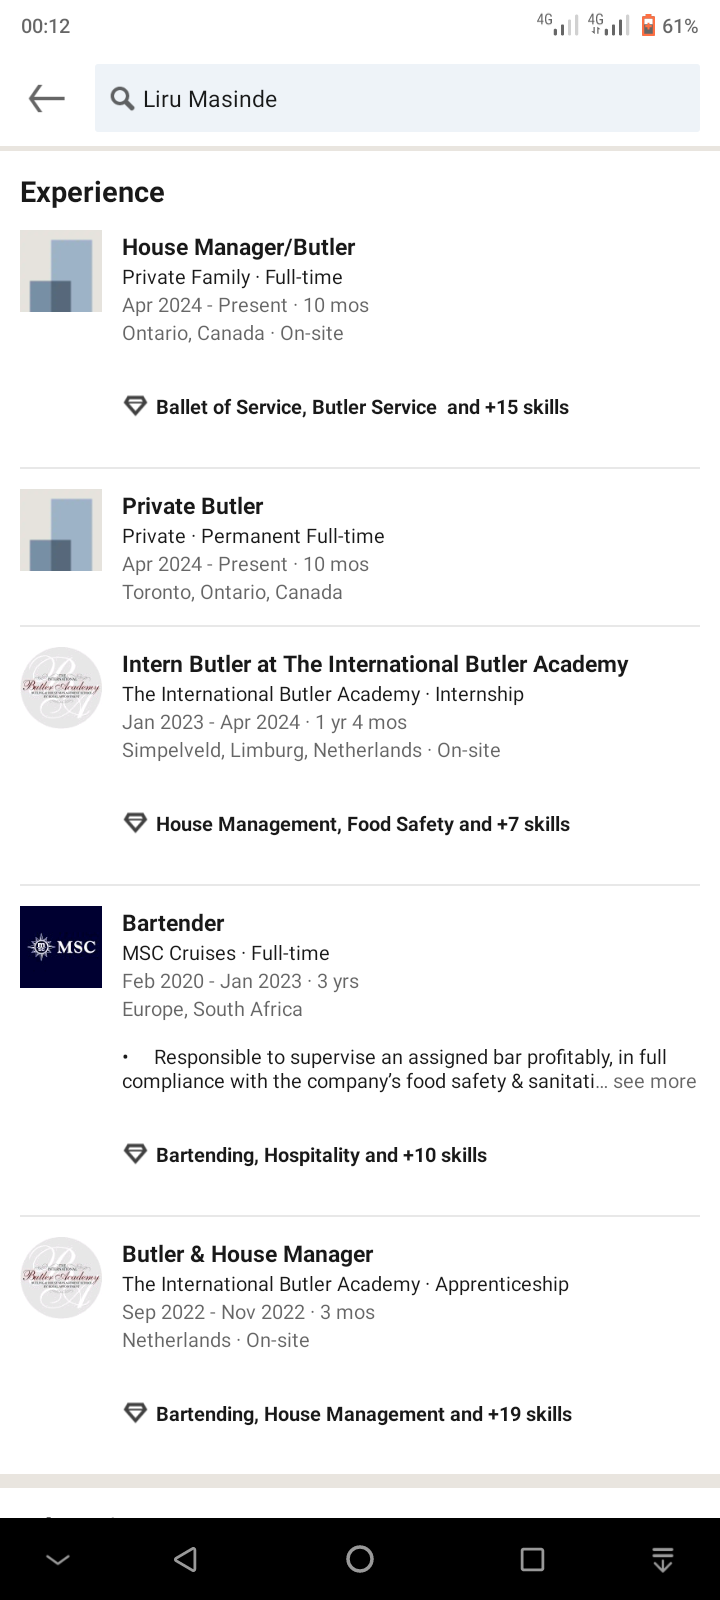 00:12
4G 4G 61%
Liru Masinde
Experience
House Manager/Butler
Private Family · Full-time
Apr 2024 - Present · 10 mos
Ontario, Canada · On-site
Ballet of Service, Butler Service  and +15 skills
Private Butler
Private · Permanent Full-time
Apr 2024 - Present · 10 mos
Toronto, Ontario, Canada
Butler Academy
Intern Butler at The International Butler Academy
The International Butler Academy · Internship
Jan 2023 - Apr 2024 · 1 yr 4 mos
Simpelveld, Limburg, Netherlands · On-site
House Management, Food Safety and +7 skills
MSC
Bartender
MSC Cruises · Full-time
Feb 2020 - Jan 2023 · 3 yrs
Europe, South Africa
• Responsible to supervise an assigned bar profitably, in full
compliance with the company’s food safety & sanitati… see more
Bartending, Hospitality and +10 skills
Butler Academy
Butler & House Manager
The International Butler Academy · Apprenticeship
Sep 2022 - Nov 2022 · 3 mos
Netherlands · On-site
Bartending, House Management and +19 skills